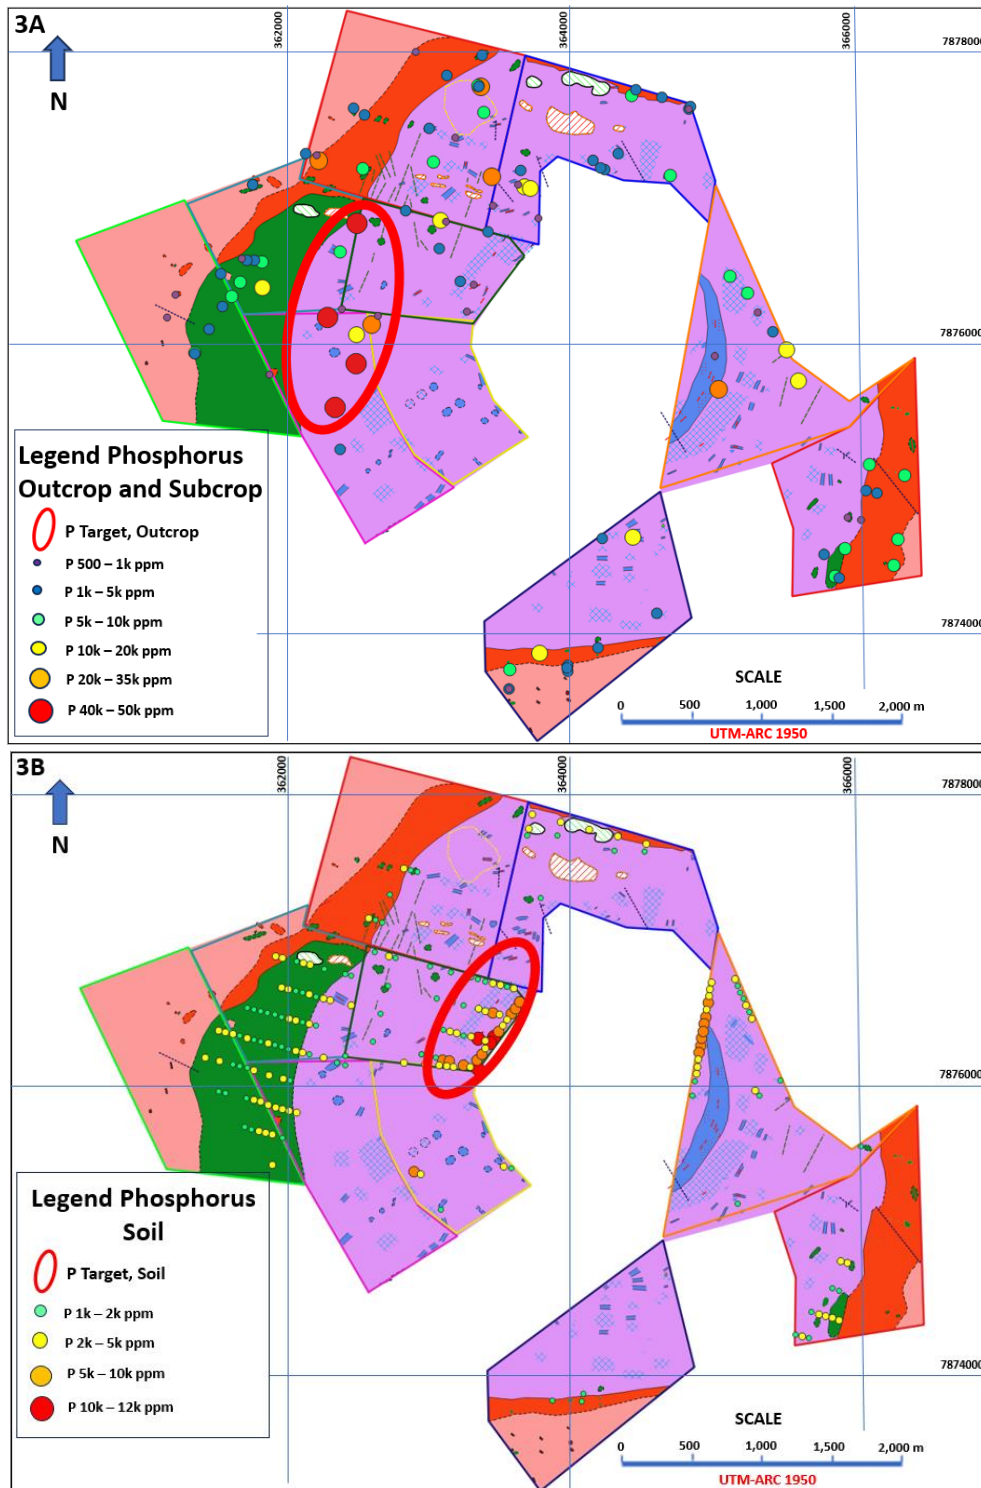 3A
362000
364000
366000
7878000
N
7876000
Legend Phosphorus
Outcrop and Subcrop
P Target, Outcrop
P 500 – 1k ppm
P 1k – 5k ppm
P 5k – 10k ppm
P 10k – 20k ppm
P 20k – 35k ppm
P 40k – 50k ppm
7874000
SCALE
0 500 1,000 1,500 2,000 m
UTM-ARC 1950
3B
362000
364000
366000
7878000
N
7876000
Legend Phosphorus
Soil
P Target, Soil
P 1k – 2k ppm
P 2k – 5k ppm
P 5k – 10k ppm
P 10k – 12k ppm
7874000
SCALE
0 500 1,000 1,500 2,000 m
UTM-ARC 1950